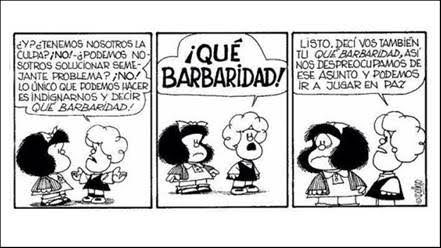 ¿Y? ¿TENEMOS NOSOTROS LA
CULPA? ¡NO! - ¿PODEMOS NO-
SOTROS SOLUCIONAR SEME-
JANTE PROBLEMA? ¡NO!
LO ÚNICO QUE PODEMOS HACER
ES INDIGNARNOS Y DECIR
QUÉ BARBARIDAD!
¡QUÉ
BARBARIDAD!
LISTO, DECÍ VOS TAMBIÉN
TU QUÉ BARBARIDAD, ASÍ
NOS DESPREOCUPAMOS DE
ESE ASUNTO Y PODEMOS
IR A JUGAR EN PAZ
QUINO